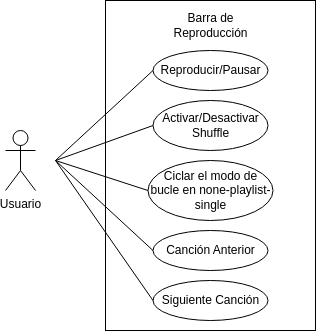 Barra de
Reproducción
Reproducir/Pausar
Activar/Desactivar
Shuffle
Ciclar el modo de
bucle en none-playlist-
single
Usuario
Canción Anterior
Siguiente Canción